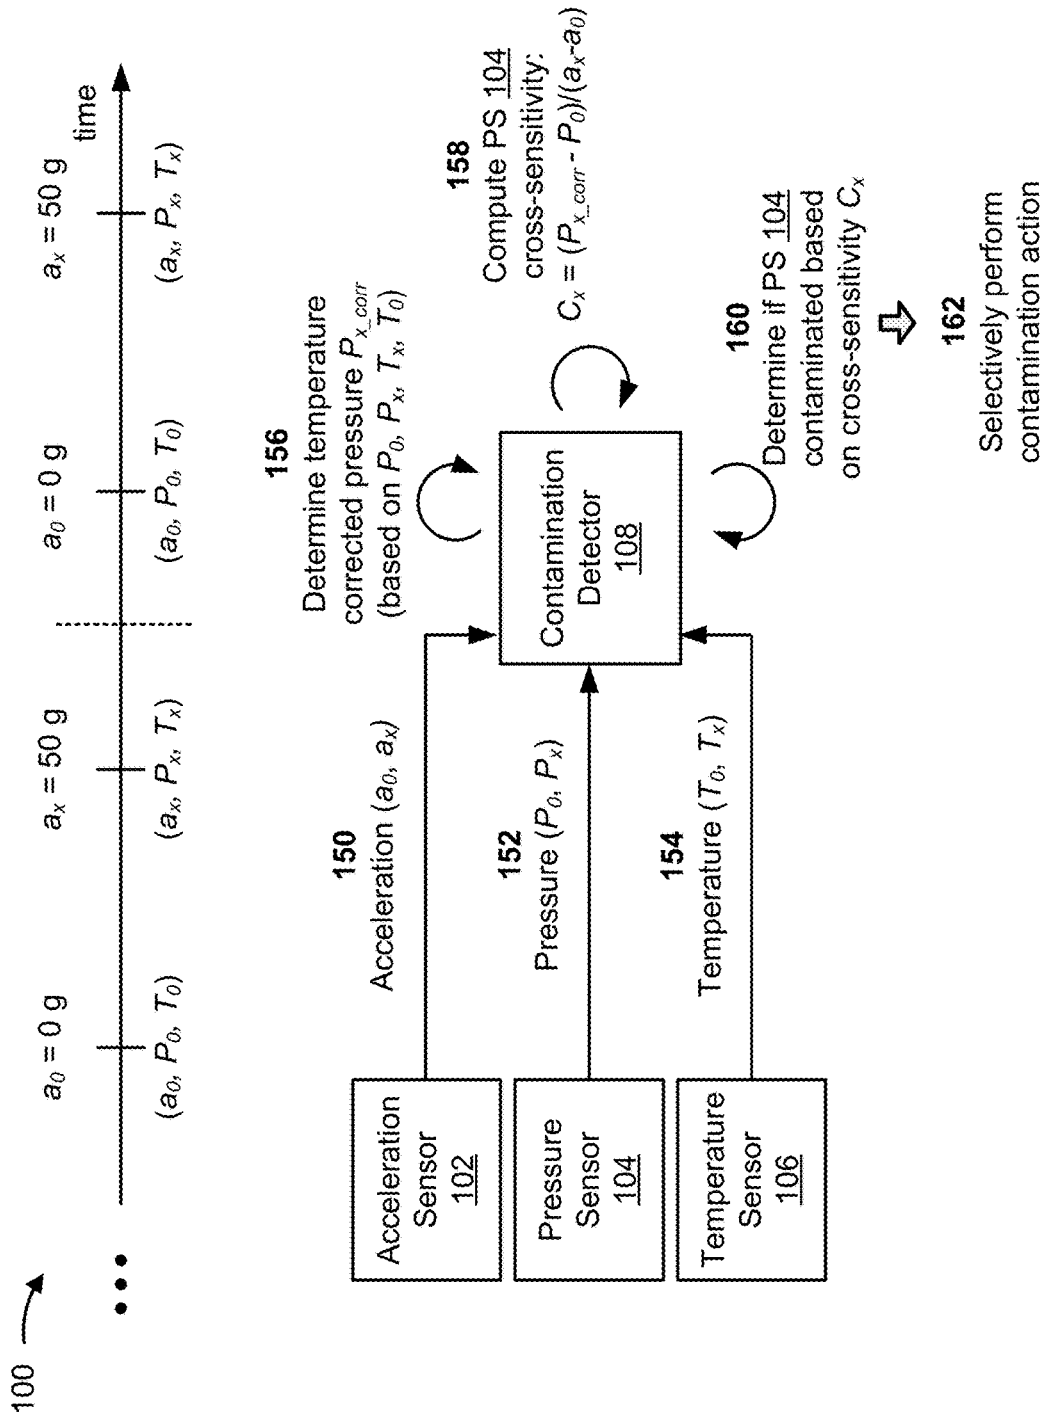 100
a₀ = 0 g
aₓ = 50 g
a₀ = 0 g
aₓ = 50 g
time
(a₀, P₀, T₀)
(aₓ, Pₓ, Tₓ)
(a₀, P₀, T₀)
(aₓ, Pₓ, Tₓ)
156
Determine temperature
corrected pressure Pₓ_corr
(based on P₀, Pₓ, Tₓ, T₀)
150
Acceleration (a₀, aₓ)
Acceleration
Sensor
102
152
Pressure (P₀, Pₓ)
Pressure
Sensor
104
154
Temperature (T₀, Tₓ)
Temperature
Sensor
106
Contamination
Detector
108
158
Compute PS 104
cross-sensitivity:
Cₓ = (Pₓ_corr - P₀)/(aₓ-a₀)
160
Determine if PS 104
contaminated based
on cross-sensitivity Cₓ
162
Selectively perform
contamination action